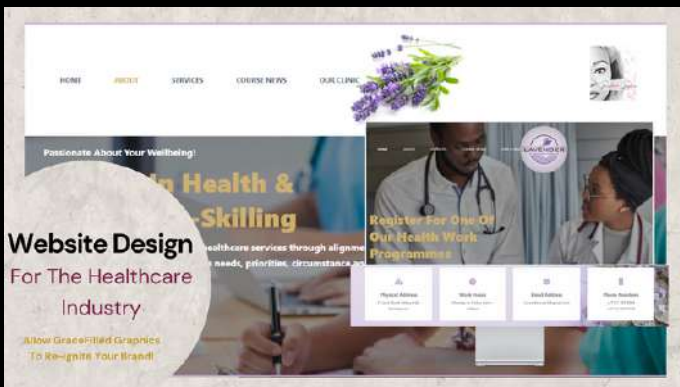 HOME ABOUT SERVICES COURSE NEWS OUR CLINIC
Passionate About Your Wellbeing!
In Health &
-Skilling
healthcare services through alignme
needs, priorities, circumstance an
LAVENDER
Register For One Of
Our Health Work
Programmes
Physical Address
Work Hours
Email Address
Phone Numbers
Website Design
For The Healthcare
Industry
Allow GraceFilled Graphics
To Re-ignite Your Brand!